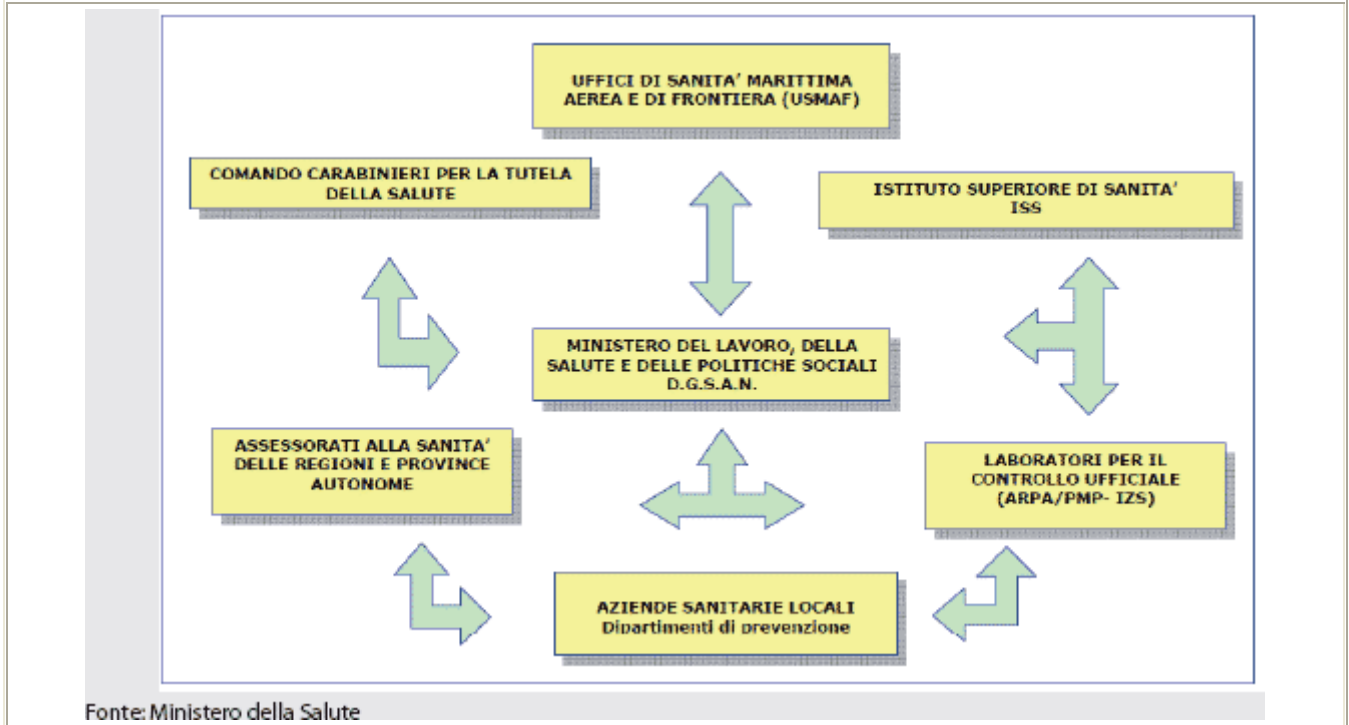 UFFICI DI SANITA' MARITTIMA
AEREA E DI FRONTIERA (USMAF)
COMANDO CARABINIERI PER LA TUTELA
DELLA SALUTE
ISTITUTO SUPERIORE DI SANITA'
ISS
MINISTERO DEL LAVORO, DELLA
SALUTE E DELLE POLITICHE SOCIALI
D.G.S.A.N.
ASSESSORATI ALLA SANITA'
DELLE REGIONI E PROVINCE
AUTONOME
LABORATORI PER IL
CONTROLLO UFFICIALE
(ARPA/PMP- IZS)
AZIENDE SANITARIE LOCALI
Dipartimenti di prevenzione
Fonte: Ministero della Salute